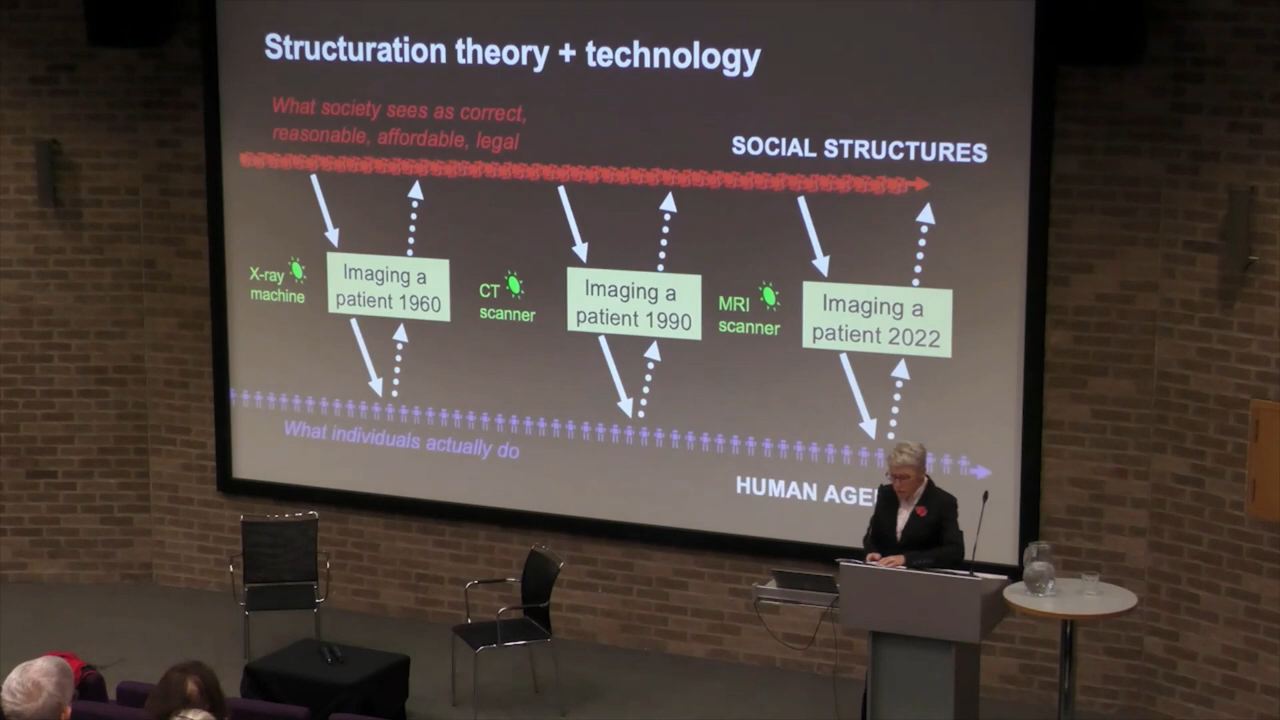 Structuration theory + technology
What society sees as correct,
reasonable, affordable, legal
SOCIAL STRUCTURES
X-ray
machine
Imaging a
patient 1960
CT
scanner
Imaging a
patient 1990
MRI
scanner
Imaging a
patient 2022
What individuals actually do
HUMAN